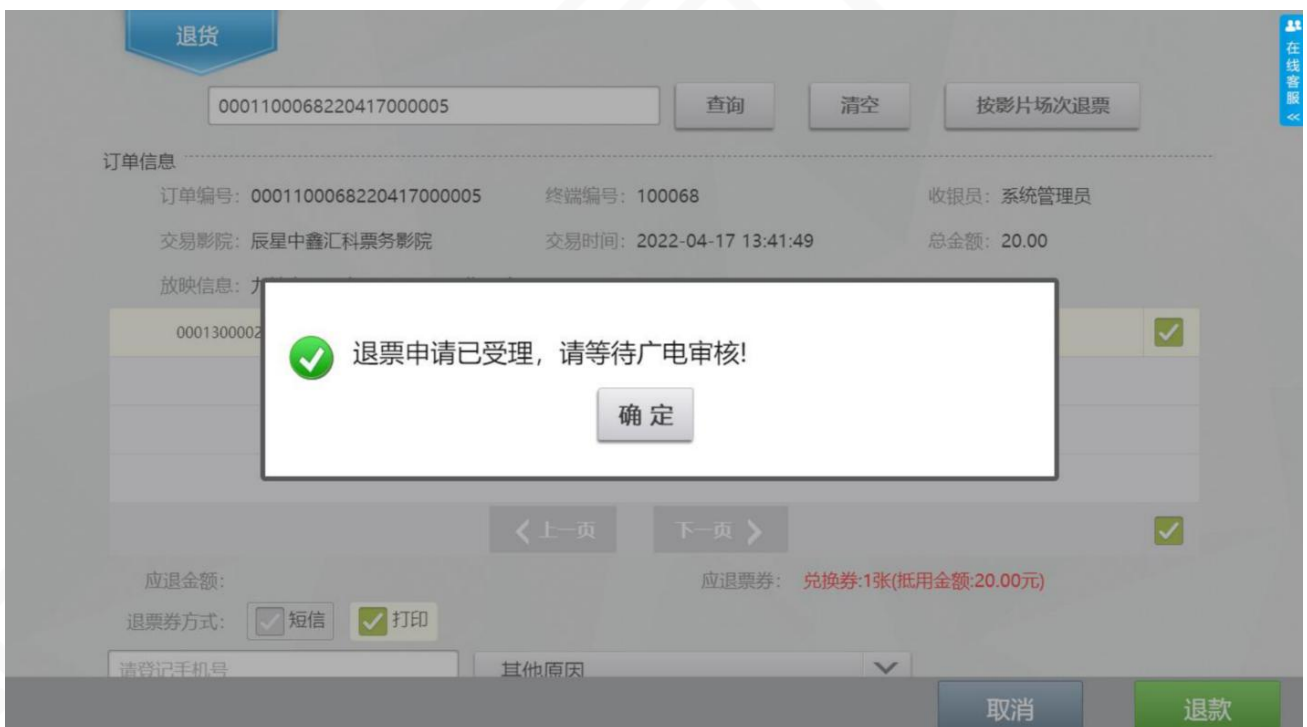 退货
在线客服
<<
0001100068220417000005 查询 清空 按影片场次退票
订单信息
订单编号: 0001100068220417000005 终端编号: 100068 收银员: 系统管理员
交易影院: 辰星中鑫汇科票务影院 交易时间: 2022-04-17 13:41:49 总金额: 20.00
放映信息:
0001300002
退票申请已受理，请等待广电审核!
确 定
上一页 下一页
应退金额: 应退票券: 兑换券:1张(抵用金额:20.00元)
退票券方式: 短信 打印
请登记手机号 其他原因
取消 退款